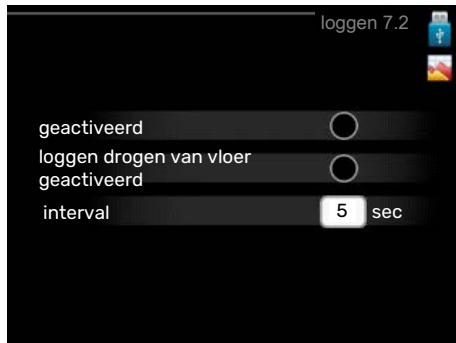 loggen 7.2
geactiveerd
loggen drogen van vloer
geactiveerd
interval 5 sec